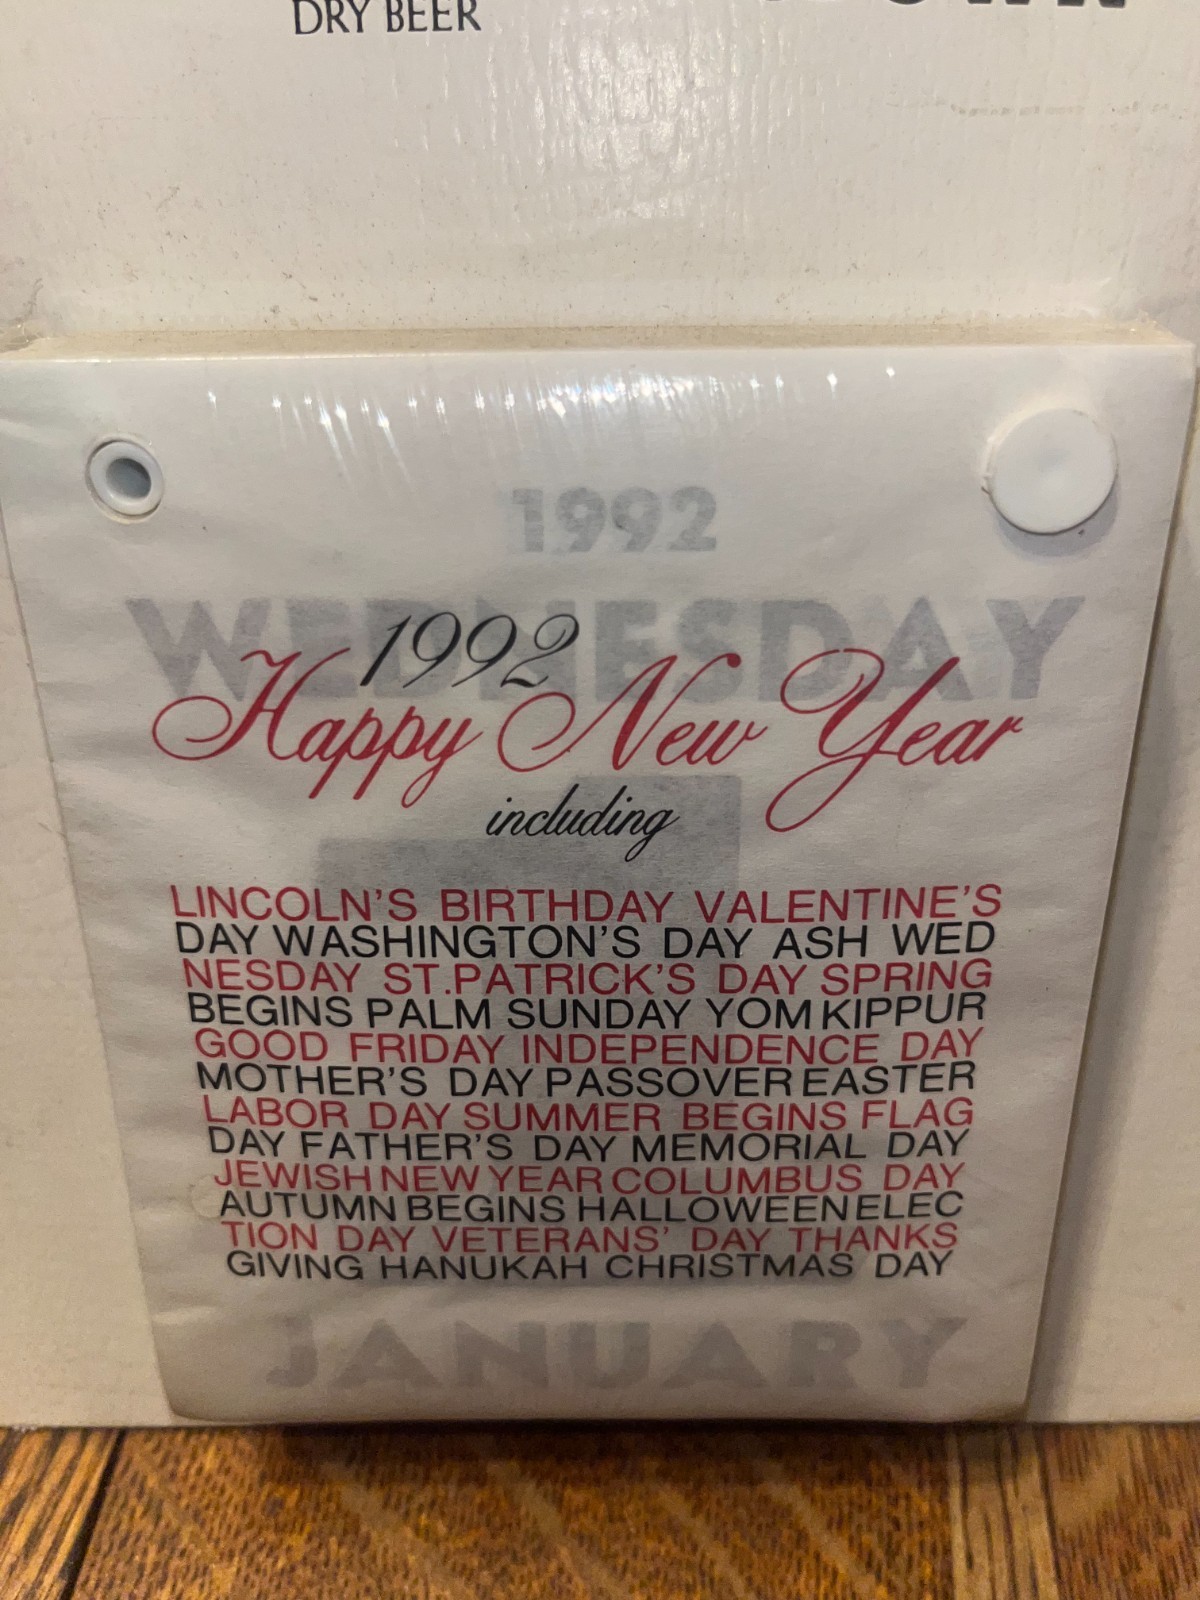 DRY BEER
1992
WEDNESDAY
1992
Happy New Year
including
LINCOLN'S BIRTHDAY VALENTINE'S
DAY WASHINGTON'S DAY ASH WED
NESDAY ST.PATRICK'S DAY SPRING
BEGINS PALM SUNDAY YOM KIPPUR
GOOD FRIDAY INDEPENDENCE DAY
MOTHER'S DAY PASSOVER EASTER
LABOR DAY SUMMER BEGINS FLAG
DAY FATHER'S DAY MEMORIAL DAY
JEWISH NEW YEAR COLUMBUS DAY
AUTUMN BEGINS HALLOWEEN ELEC
TION DAY VETERANS' DAY THANKS
GIVING HANUKAH CHRISTMAS DAY
JANUARY